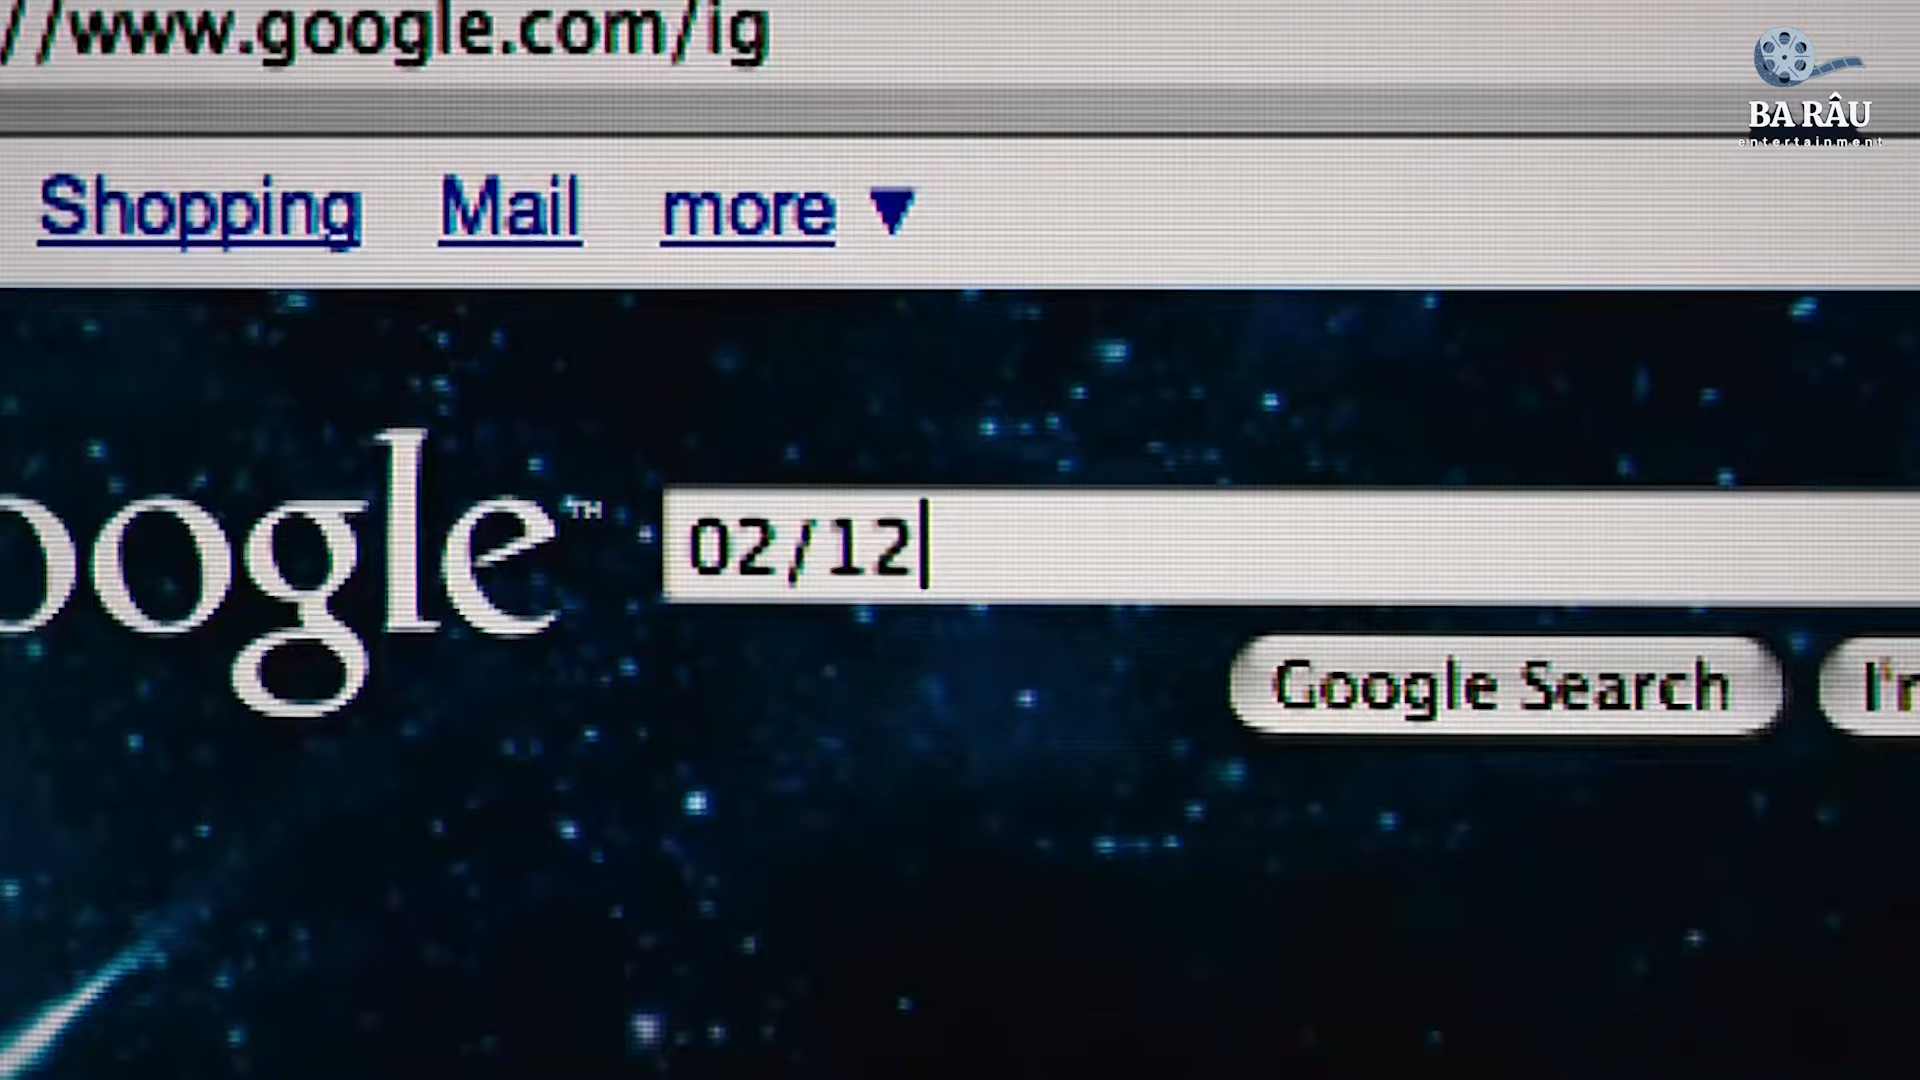 //www.google.com/ig
BA RÂU
entertainment
Shopping Mail more ▼
oogle™ 02/12
Google Search I'm